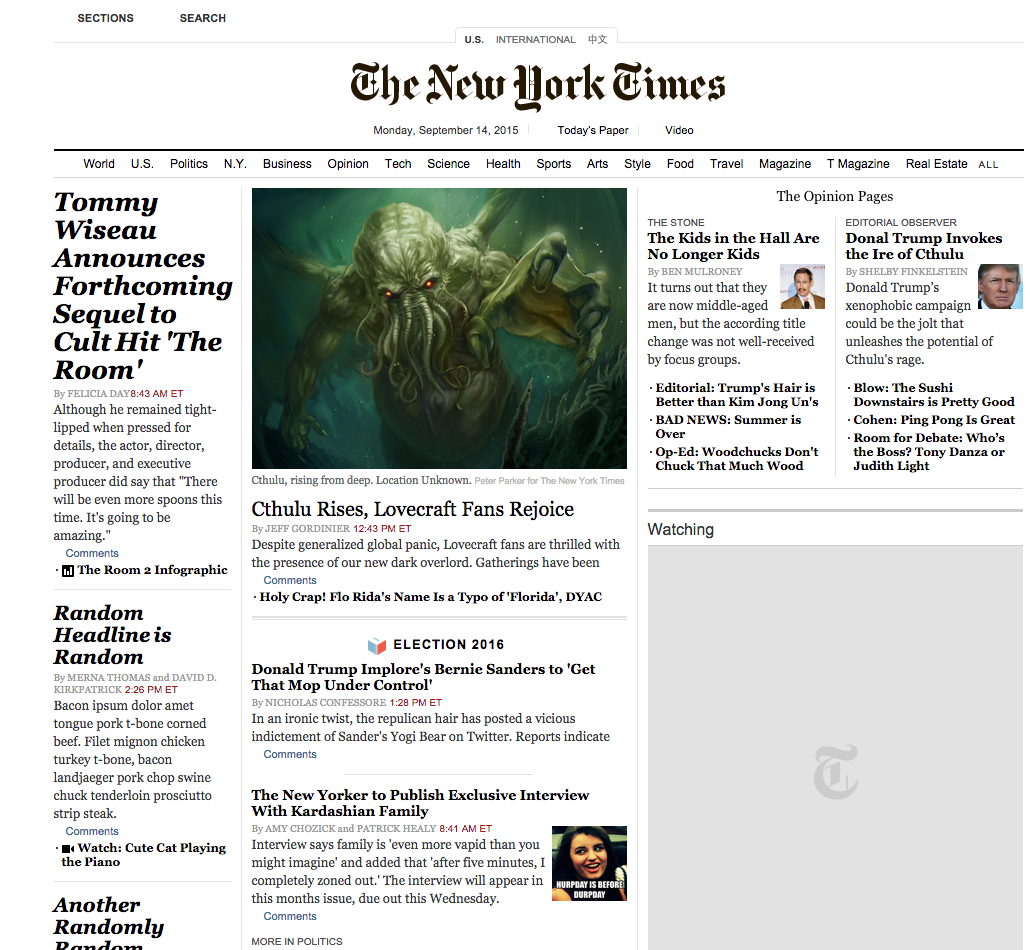 SECTIONS
SEARCH
U.S.
INTERNATIONAL
中文
The New York Times
Monday, September 14, 2015
Today's Paper
Video
World
U.S.
Politics
N.Y.
Business
Opinion
Tech
Science
Health
Sports
Arts
Style
Food
Travel
Magazine
T Magazine
Real Estate
ALL
Tommy
Wiseau
Announces
Forthcoming
Sequel to
Cult Hit 'The
Room'
By FELICIA DAY8:43 AM ET
Although he remained tight-
lipped when pressed for
details, the actor, director,
producer, and executive
producer did say that "There
will be even more spoons this
time. It's going to be
amazing."
Comments
· The Room 2 Infographic
Random
Headline is
Random
By MERNA THOMAS and DAVID D.
KIRKPATRICK 2:26 PM ET
Bacon ipsum dolor amet
tongue pork t-bone corned
beef. Filet mignon chicken
turkey t-bone, bacon
landjaeger pork chop swine
chuck tenderloin prosciutto
strip steak.
Comments
· Watch: Cute Cat Playing
the Piano
Another
Randomly
Random
Cthulu, rising from deep. Location Unknown. Peter Parker for The New York Times
Cthulu Rises, Lovecraft Fans Rejoice
By JEFF GORDINIER 12:43 PM ET
Despite generalized global panic, Lovecraft fans are thrilled with
the presence of our new dark overlord. Gatherings have been
Comments
· Holy Crap! Flo Rida's Name Is a Typo of 'Florida', DYAC
ELECTION 2016
Donald Trump Implore's Bernie Sanders to 'Get
That Mop Under Control'
By NICHOLAS CONFESSORE 1:28 PM ET
In an ironic twist, the repulican hair has posted a vicious
indictement of Sander's Yogi Bear on Twitter. Reports indicate
Comments
The New Yorker to Publish Exclusive Interview
With Kardashian Family
By AMY CHOZICK and PATRICK HEALY 8:41 AM ET
Interview says family is 'even more vapid than you
might imagine' and added that 'after five minutes, I
completely zoned out.' The interview will appear in
this months issue, due out this Wednesday.
HURPDAY IS BEFORE
DURPDAY
Comments
MORE IN POLITICS
The Opinion Pages
THE STONE
The Kids in the Hall Are
No Longer Kids
By BEN MULRONEY
It turns out that they
are now middle-aged
men, but the according title
change was not well-received
by focus groups.
· Editorial: Trump's Hair is
Better than Kim Jong Un's
· BAD NEWS: Summer is
Over
· Op-Ed: Woodchucks Don't
Chuck That Much Wood
EDITORIAL OBSERVER
Donal Trump Invokes
the Ire of Cthulu
By SHELBY FINKELSTEIN
Donald Trump's
xenophobic campaign
could be the jolt that
unleashes the potential of
Cthulu's rage.
· Blow: The Sushi
Downstairs is Pretty Good
· Cohen: Ping Pong Is Great
· Room for Debate: Who's
the Boss? Tony Danza or
Judith Light
Watching
T